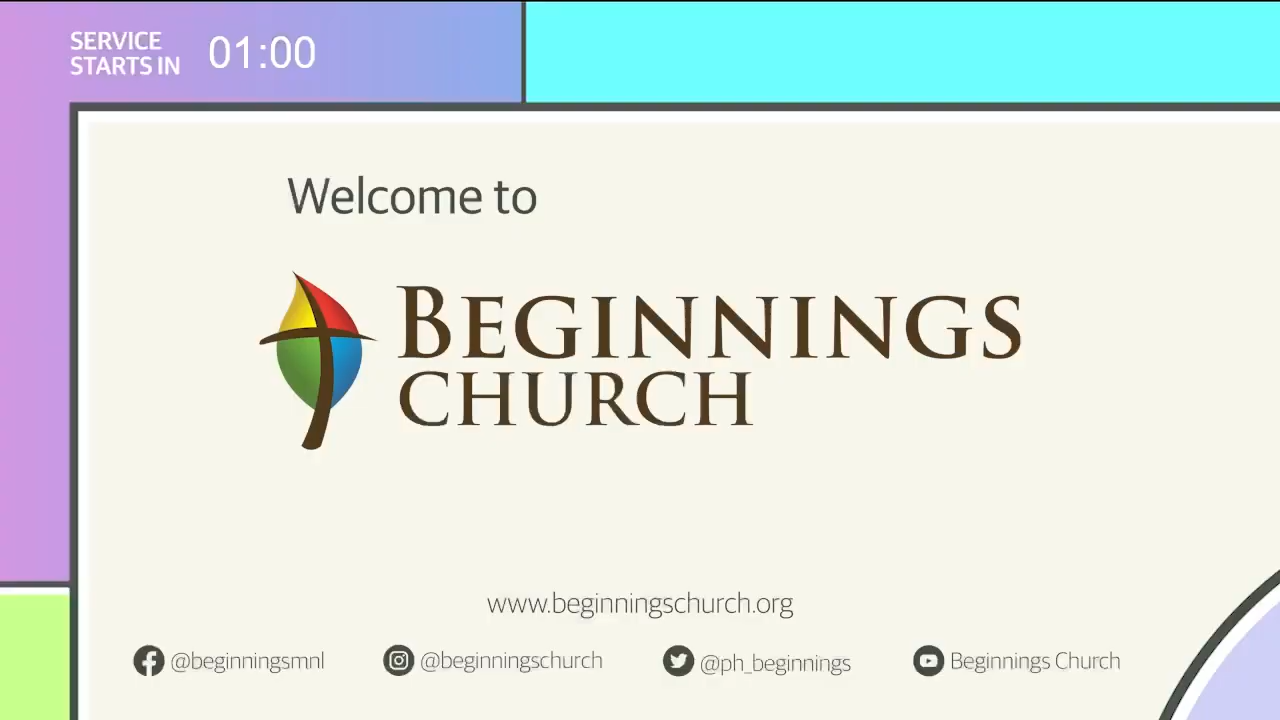 SERVICE
STARTS IN
01:00
Welcome to
BEGINNINGS
CHURCH
www.beginningschurch.org
@beginningsmnl
@beginningschurch
@ph_beginnings
Beginnings Church